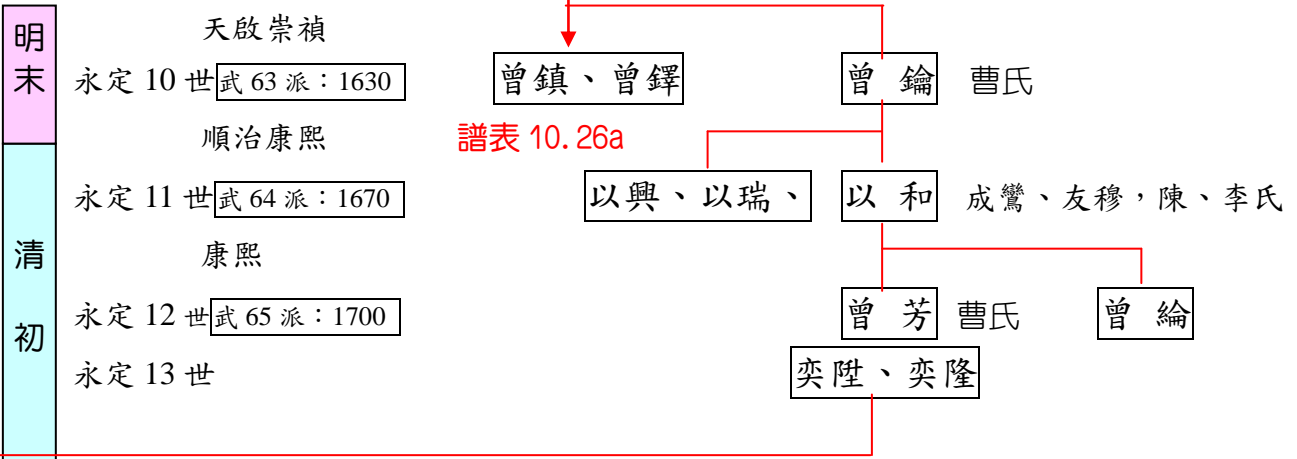 明末
天啟崇禎
永定 10 世 武 63 派：1630 曾鎮、曾鐸 曾 鑰 曹氏
順治康熙 譜表 10.26a
清初
永定 11 世 武 64 派：1670 以興、以瑞、 以 和 成鸞、友穆，陳、李氏
康熙
永定 12 世 武 65 派：1700 曾 芳 曹氏 曾 綸
永定 13 世 奕陞、奕隆